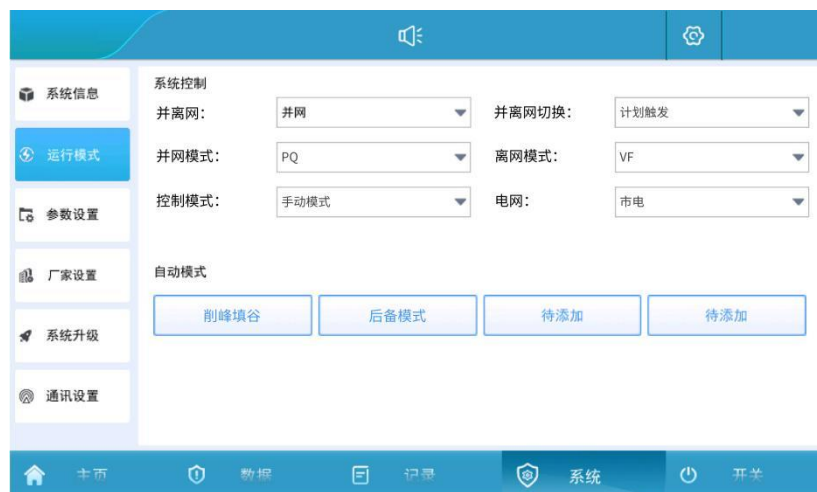 系统信息
运行模式
参数设置
厂家设置
系统升级
通讯设置
系统控制
并离网： 并网 并离网切换： 计划触发
并网模式： PQ 离网模式： VF
控制模式： 手动模式 电网： 市电
自动模式
削峰填谷 后备模式 待添加 待添加
主页 数据 记录 系统 开关